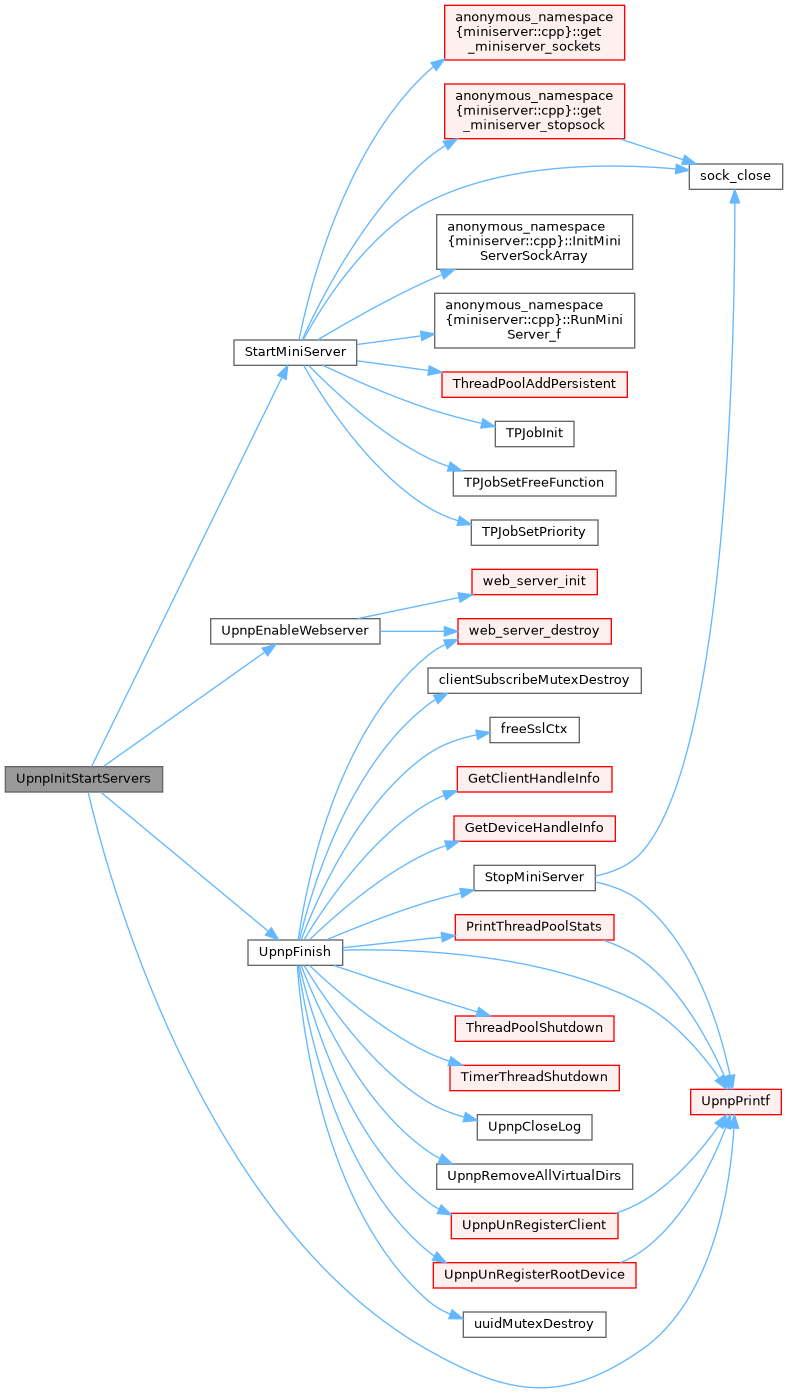 anonymous_namespace
{miniserver::cpp}::get
_miniserver_sockets
anonymous_namespace
{miniserver::cpp}::get
_miniserver_stopsock
sock_close
anonymous_namespace
{miniserver::cpp}::InitMini
ServerSockArray
anonymous_namespace
{miniserver::cpp}::RunMini
Server_f
StartMiniServer
ThreadPoolAddPersistent
TPJobInit
TPJobSetFreeFunction
TPJobSetPriority
web_server_init
UpnpEnableWebserver
web_server_destroy
clientSubscribeMutexDestroy
freeSslCtx
UpnpInitStartServers
GetClientHandleInfo
GetDeviceHandleInfo
StopMiniServer
PrintThreadPoolStats
UpnpFinish
ThreadPoolShutdown
TimerThreadShutdown
UpnpPrintf
UpnpCloseLog
UpnpRemoveAllVirtualDirs
UpnpUnRegisterClient
UpnpUnRegisterRootDevice
uuidMutexDestroy